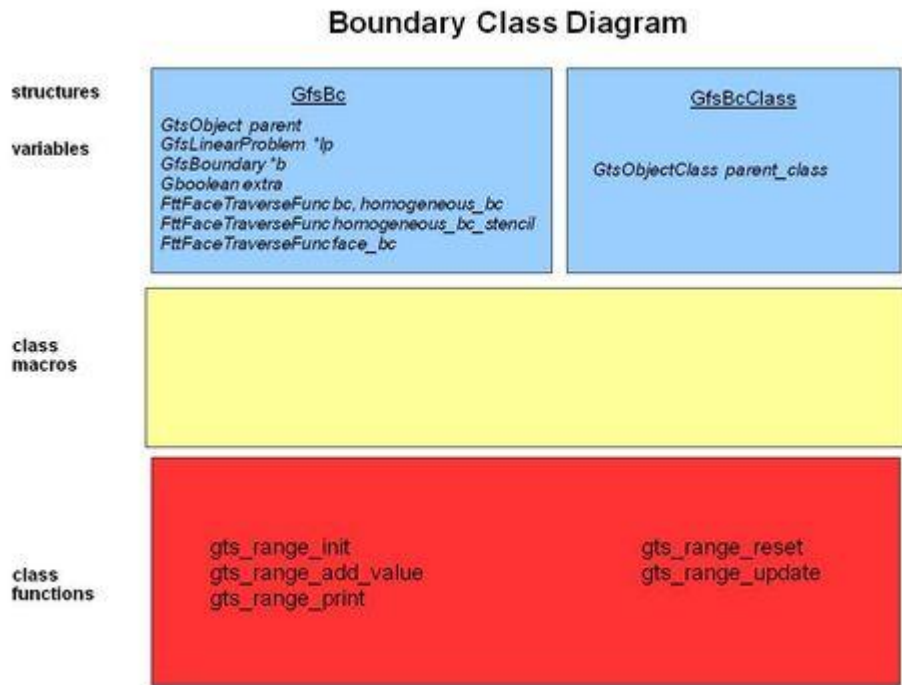 Boundary Class Diagram
structures
variables
GfsBc
GtsObject parent
GfsLinearProblem *lp
GfsBoundary *b
Gboolean extra
FttFaceTraverseFunc bc, homogeneous_bc
FttFaceTraverseFunc homogeneous_bc_stencil
FttFaceTraverseFunc face_bc
GfsBcClass
GtsObjectClass parent_class
class
macros
class
functions
gts_range_init
gts_range_add_value
gts_range_print
gts_range_reset
gts_range_update